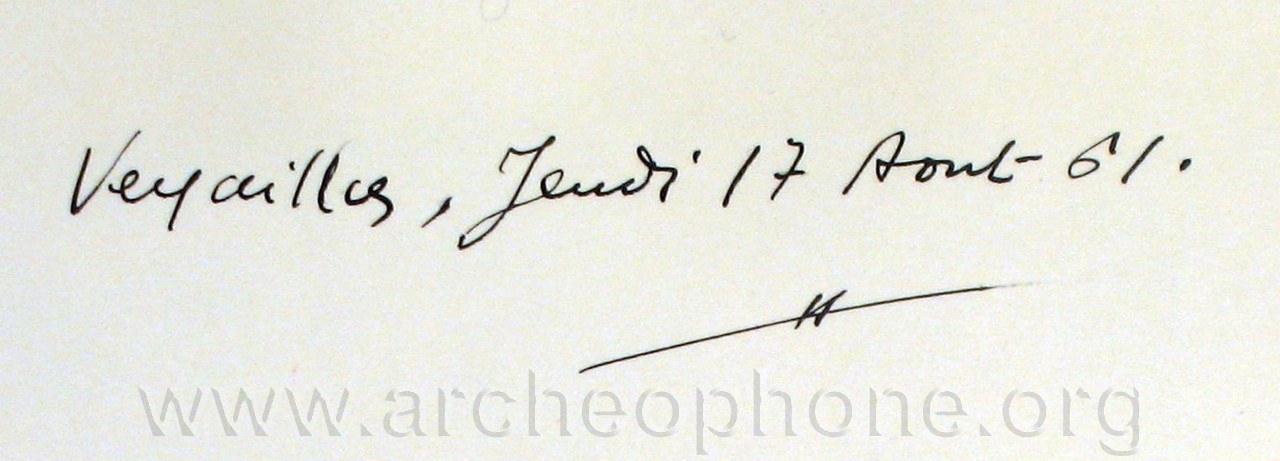 Versailles, Jeudi 17 Aout 61.
www.archeophone.org